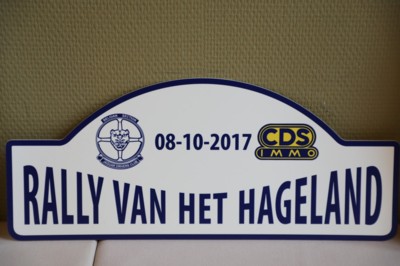 08-10-2017
CDS
IMMO
RALLY VAN HET HAGELAND